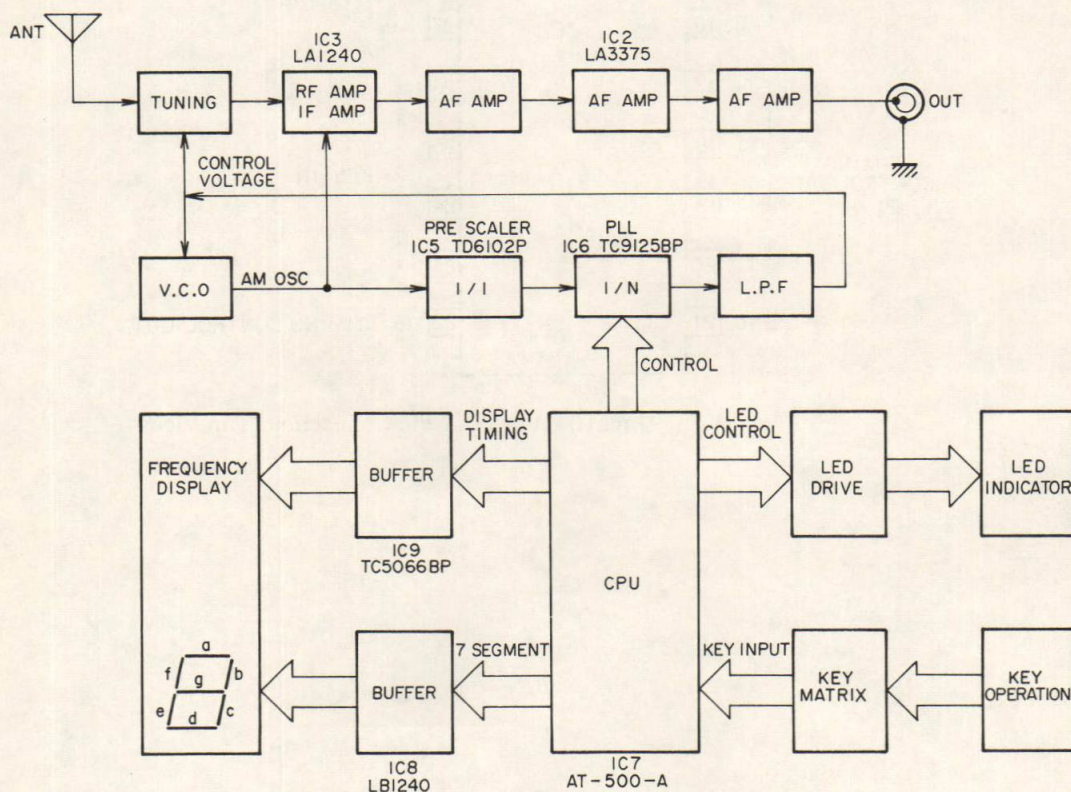 ANT
IC3
LA1240
IC2
LA3375
TUNING
RF AMP
IF AMP
AF AMP
AF AMP
AF AMP
OUT
CONTROL
VOLTAGE
PRE SCALER
IC5 TD6102P
PLL
IC6 TC9125BP
V.C.O
AM OSC
1/1
1/N
L.P.F
CONTROL
FREQUENCY
DISPLAY
BUFFER
DISPLAY
TIMING
LED
CONTROL
LED
DRIVE
LED
INDICATOR
IC9
TC5066BP
CPU
a
f
g
b
e
d
c
BUFFER
7 SEGMENT
KEY INPUT
KEY
MATRIX
KEY
OPERATION
IC8
LB1240
IC7
AT-500-A